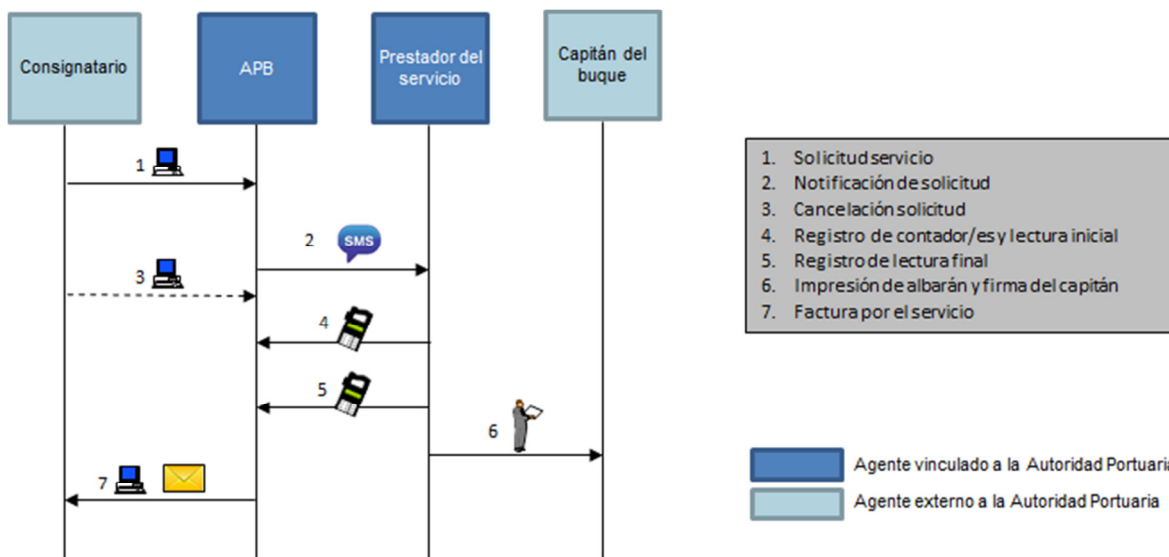 Consignatario
APB
Prestador del
servicio
Capitán del
buque
1
2
SMS
3
4
5
6
7
1. Solicitud servicio
2. Notificación de solicitud
3. Cancelación solicitud
4. Registro de contador/es y lectura inicial
5. Registro de lectura final
6. Impresión de albarán y firma del capitán
7. Factura por el servicio
Agente vinculado a la Autoridad Portuaria
Agente externo a la Autoridad Portuaria